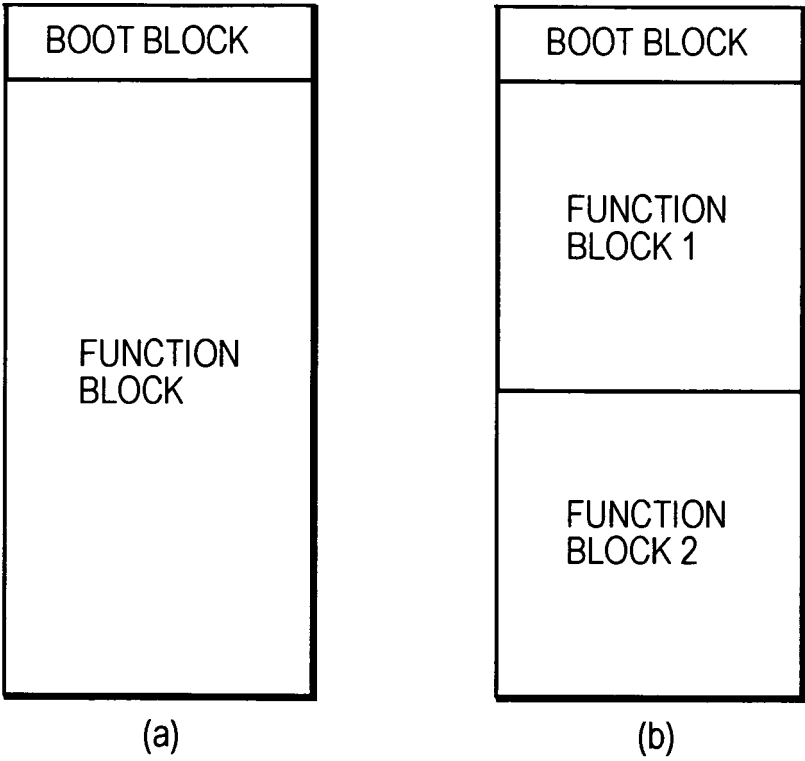 BOOT BLOCK
FUNCTION
BLOCK
(a)
BOOT BLOCK
FUNCTION
BLOCK 1
FUNCTION
BLOCK 2
(b)